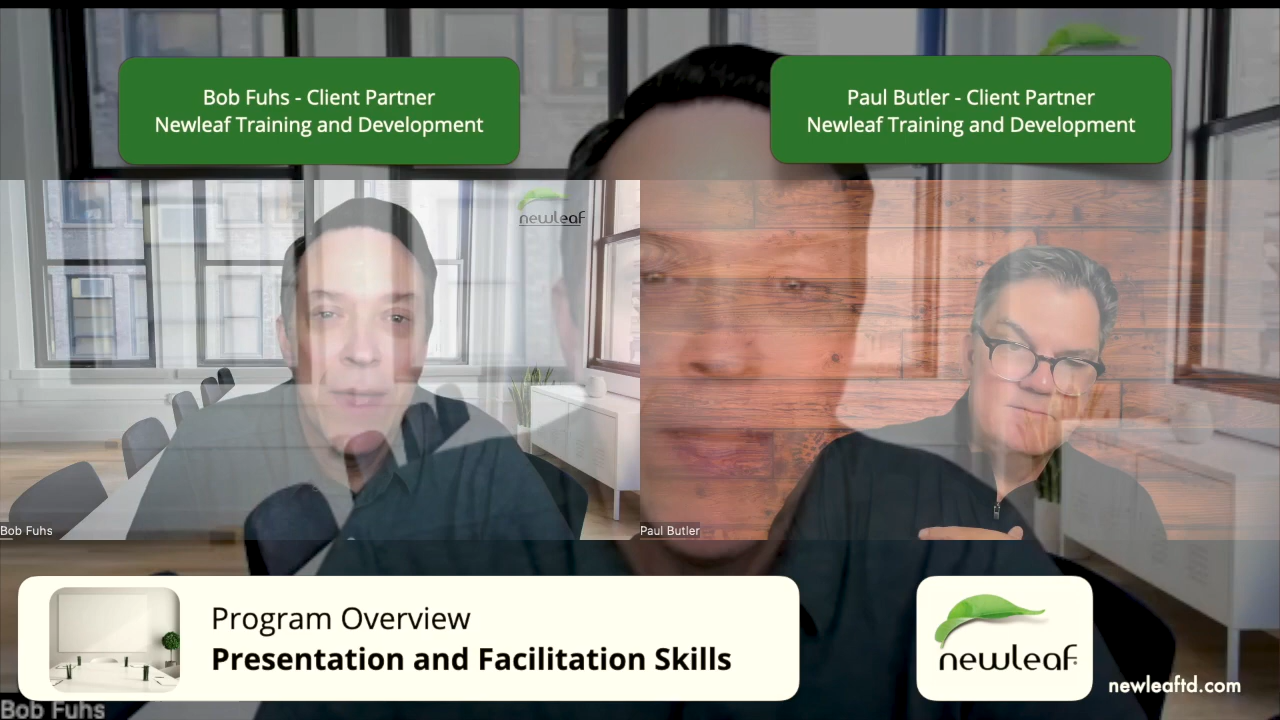 Bob Fuhs - Client Partner
Newleaf Training and Development
Paul Butler - Client Partner
Newleaf Training and Development
newleaf
Bob Fuhs
Paul Butler
Program Overview
Presentation and Facilitation Skills
newleaf
newleaftd.com
Bob Fuhs